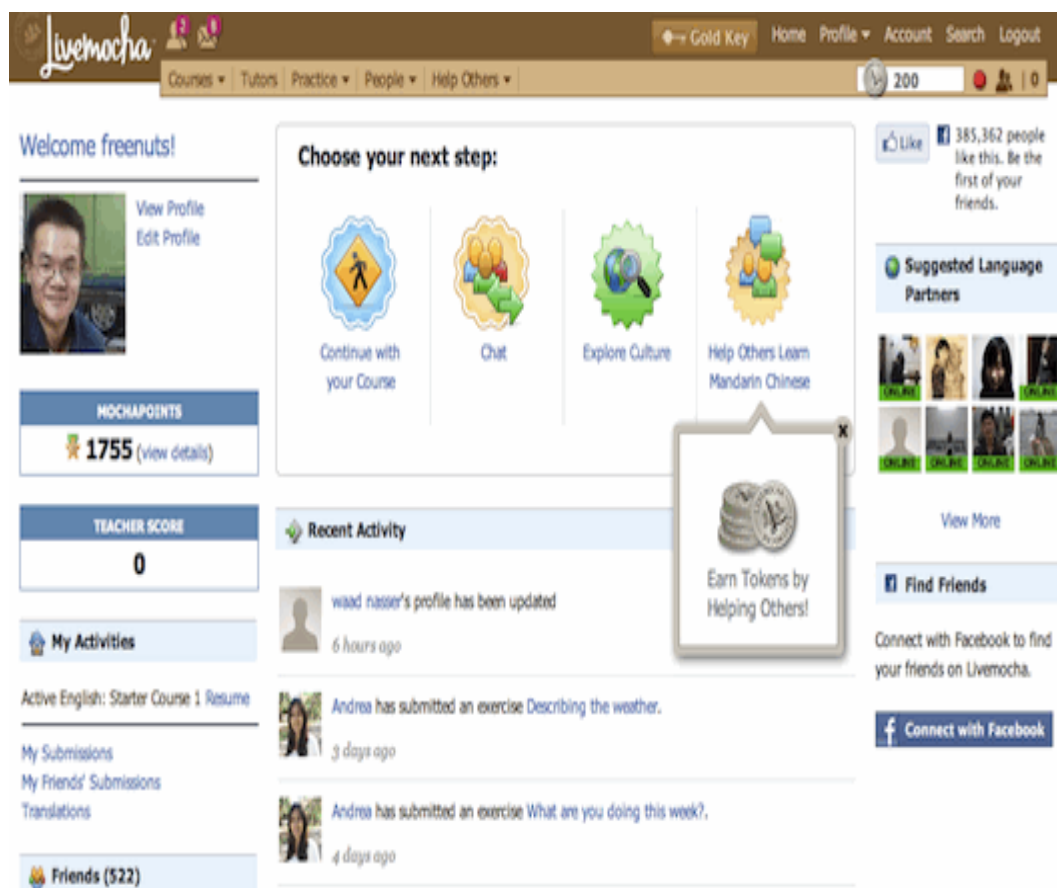 Livemocha
Gold Key
Home Profile Account Search Logout
Courses Tutors Practice People Help Others
200
0
Welcome freenuts!
View Profile
Edit Profile
MOCHAPOINTS
1755 (view details)
TEACHER SCORE
0
My Activities
Active English: Starter Course 1 Resume
My Submissions
My Friends' Submissions
Translations
Friends (522)
Choose your next step:
Continue with
your Course
Chat
Explore Culture
Help Others Learn
Mandarin Chinese
X
Earn Tokens by
Helping Others!
Recent Activity
waad nasser's profile has been updated
6 hours ago
Andrea has submitted an exercise Describing the weather.
3 days ago
Andrea has submitted an exercise What are you doing this week?.
4 days ago
Like
385,362 people
like this. Be the
first of your
friends.
Suggested Language
Partners
ONLINE ONLINE
ONLINE ONLINE ONLINE ONLINE
View More
Find Friends
Connect with Facebook to find
your friends on Livemocha.
f Connect with Facebook